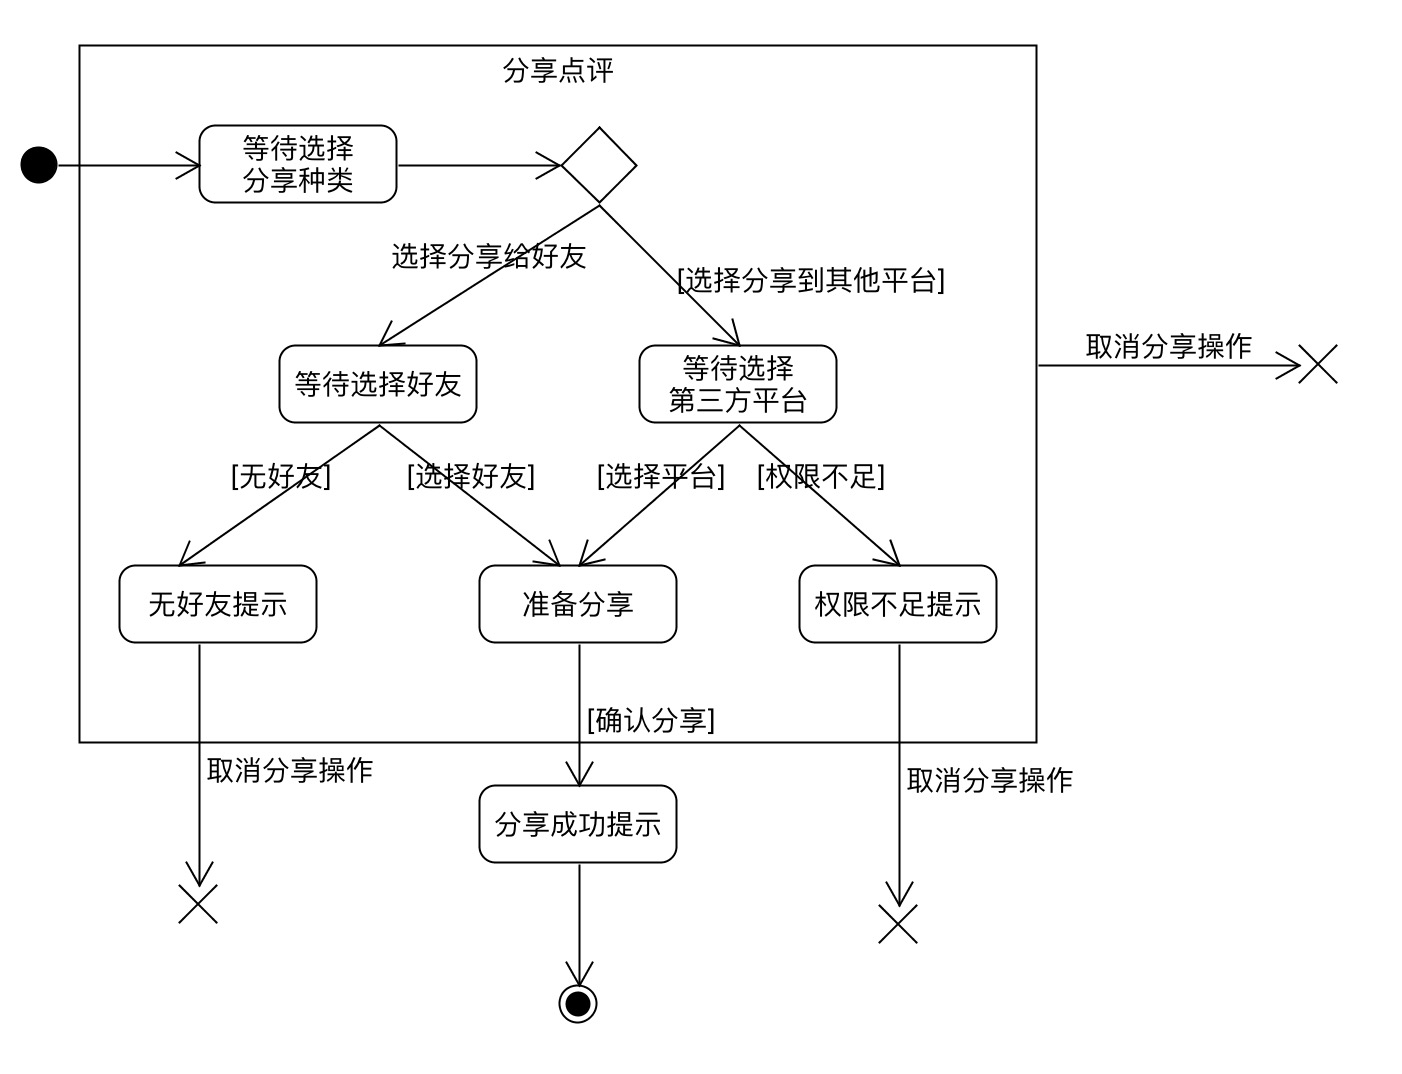 分享点评
等待选择
分享种类
选择分享给好友
[选择分享到其他平台]
取消分享操作
等待选择好友
等待选择
第三方平台
[无好友]
[选择好友]
[选择平台]
[权限不足]
无好友提示
准备分享
权限不足提示
[确认分享]
取消分享操作
取消分享操作
分享成功提示